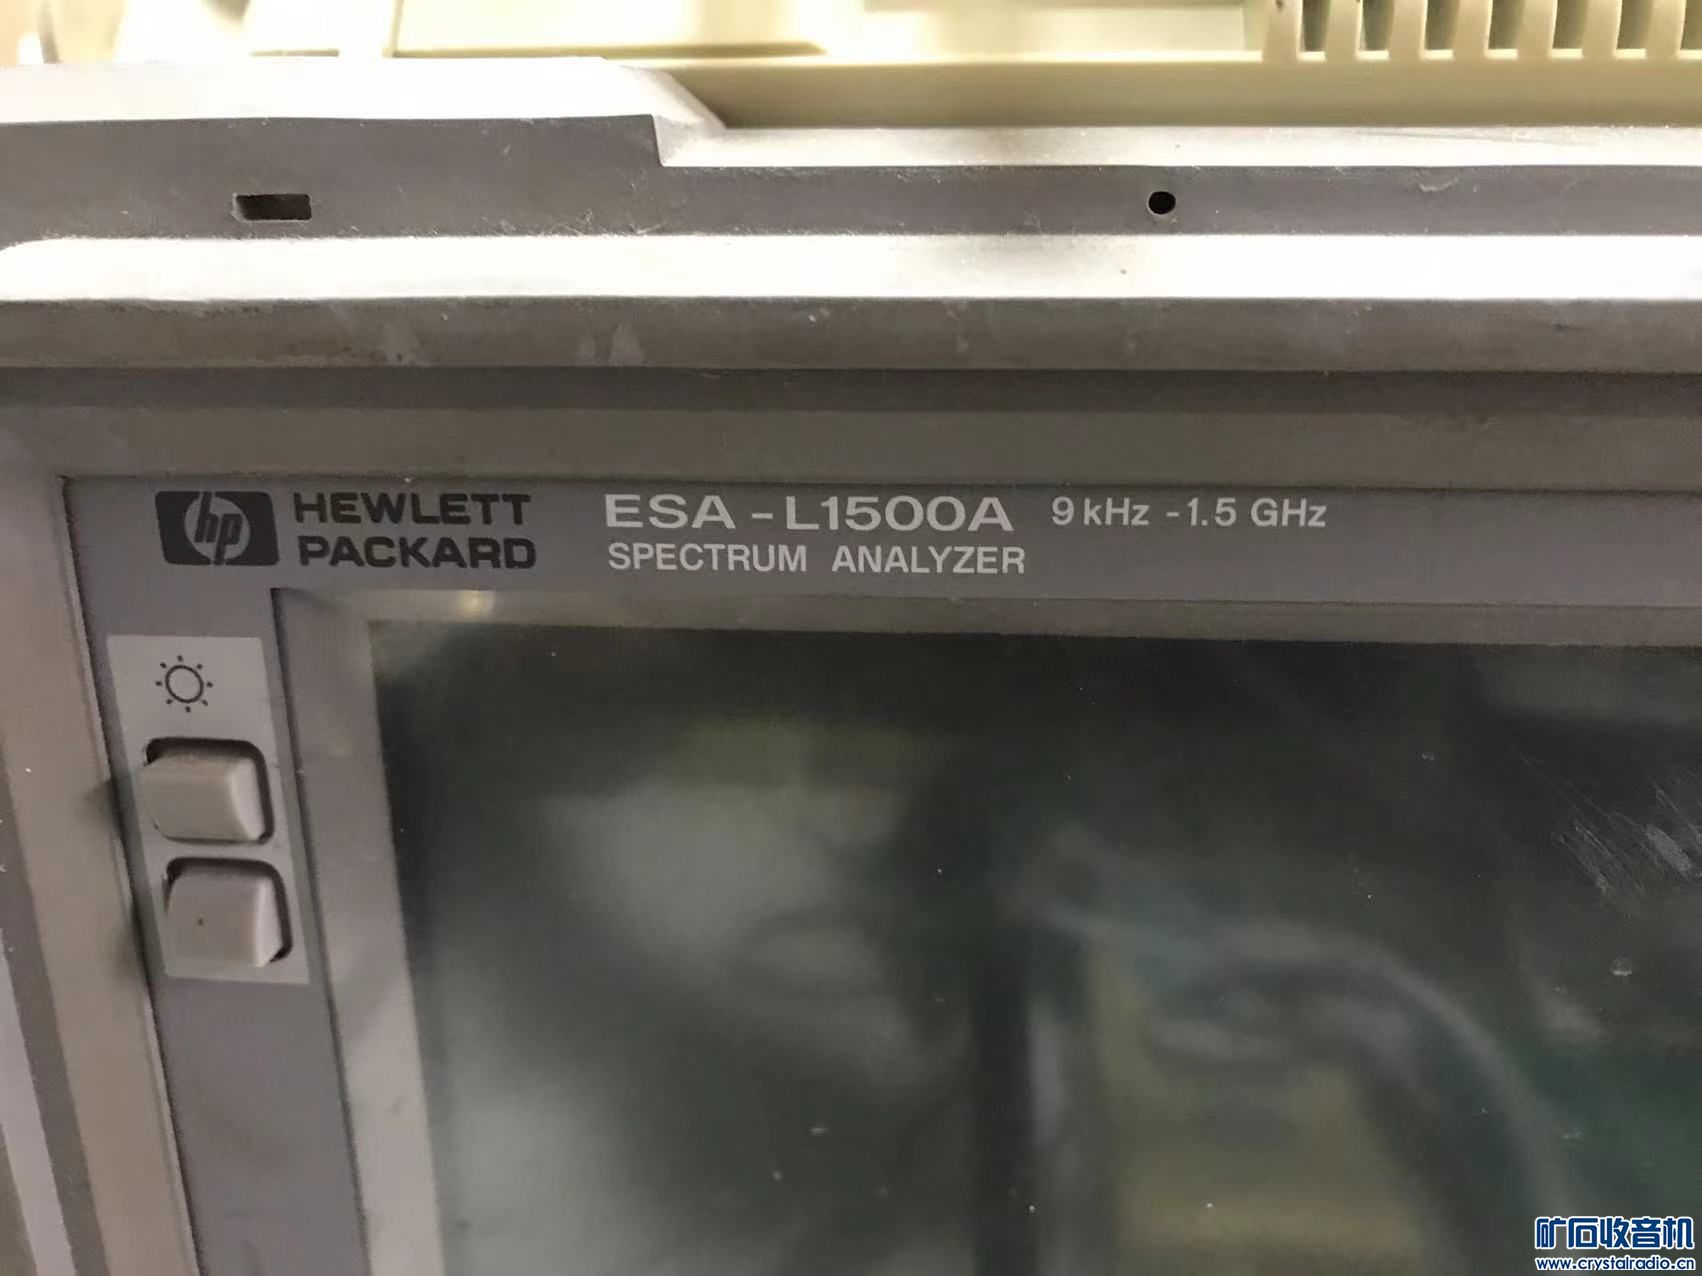 hp HEWLETT PACKARD
ESA-L1500A 9 kHz -1.5 GHz
SPECTRUM ANALYZER
矿石收音机
www.crystalradio.cn